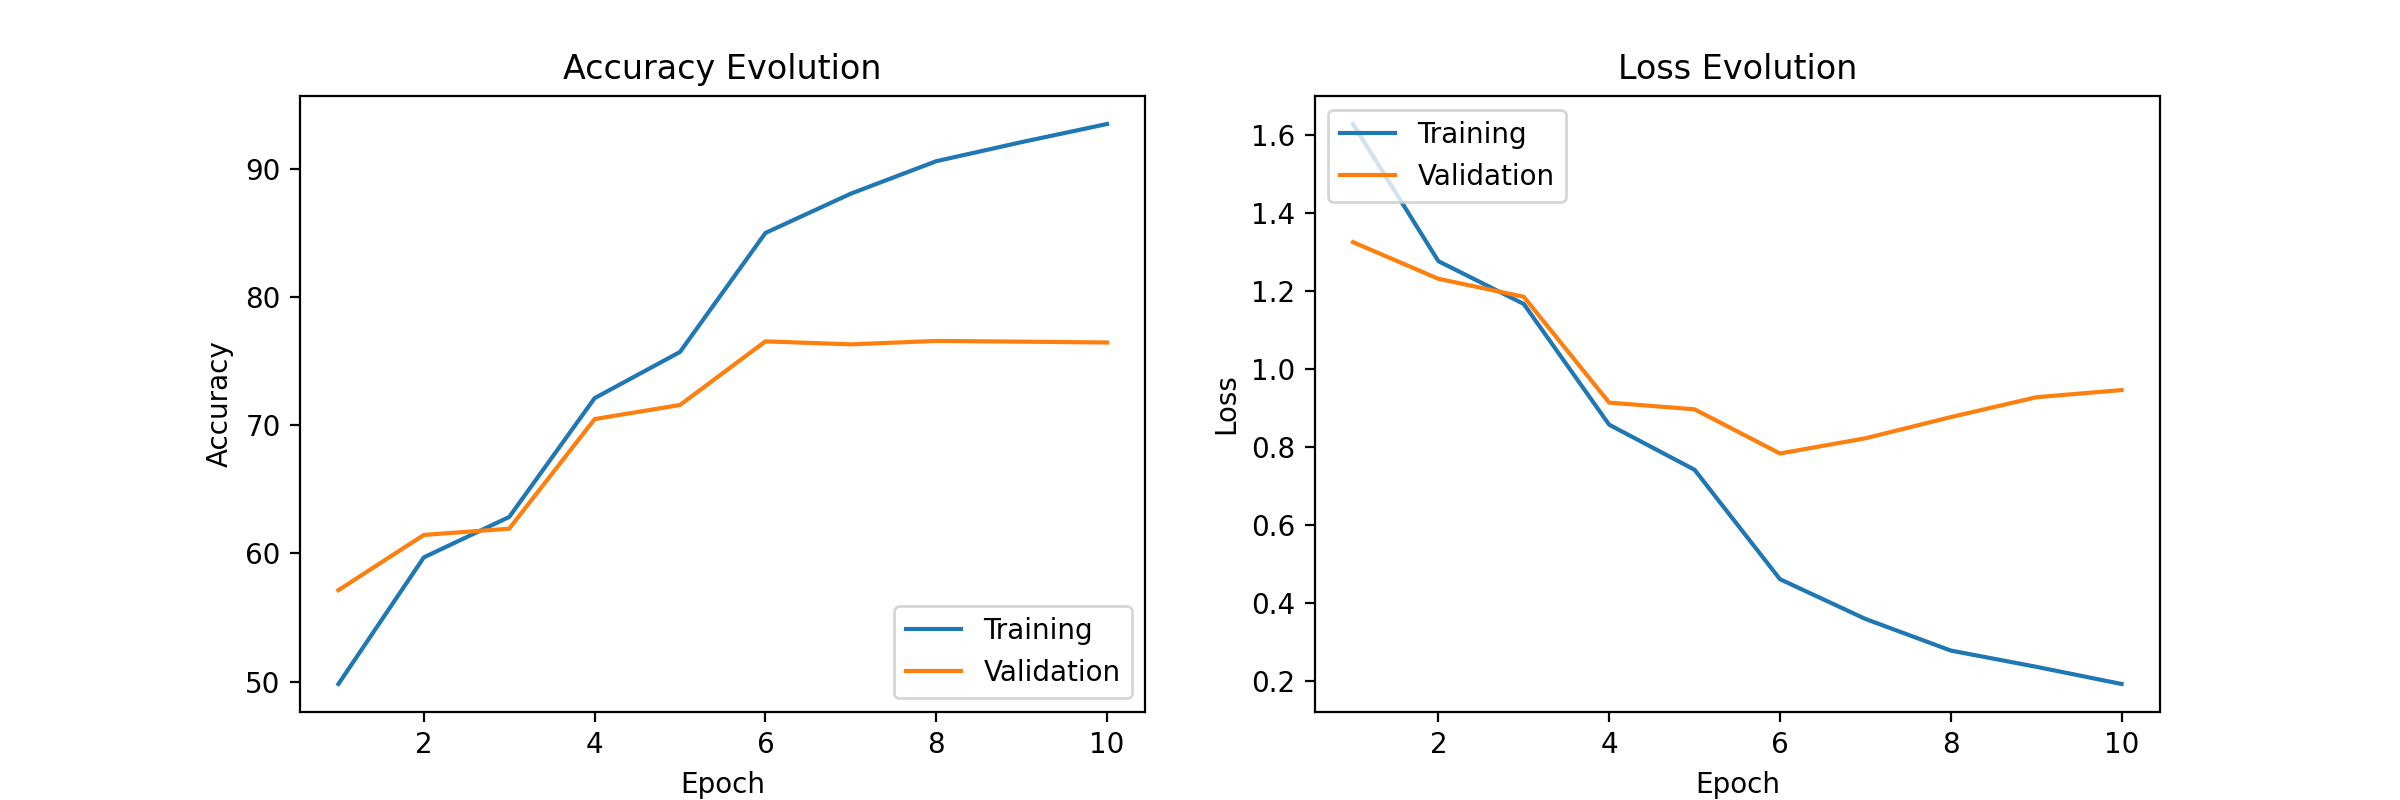 Accuracy Evolution
Accuracy
90
80
70
60
50
2 4 6 8 10
Epoch
Training
Validation
Loss Evolution
Loss
1.6
1.4
1.2
1.0
0.8
0.6
0.4
0.2
2 4 6 8 10
Epoch
Training
Validation